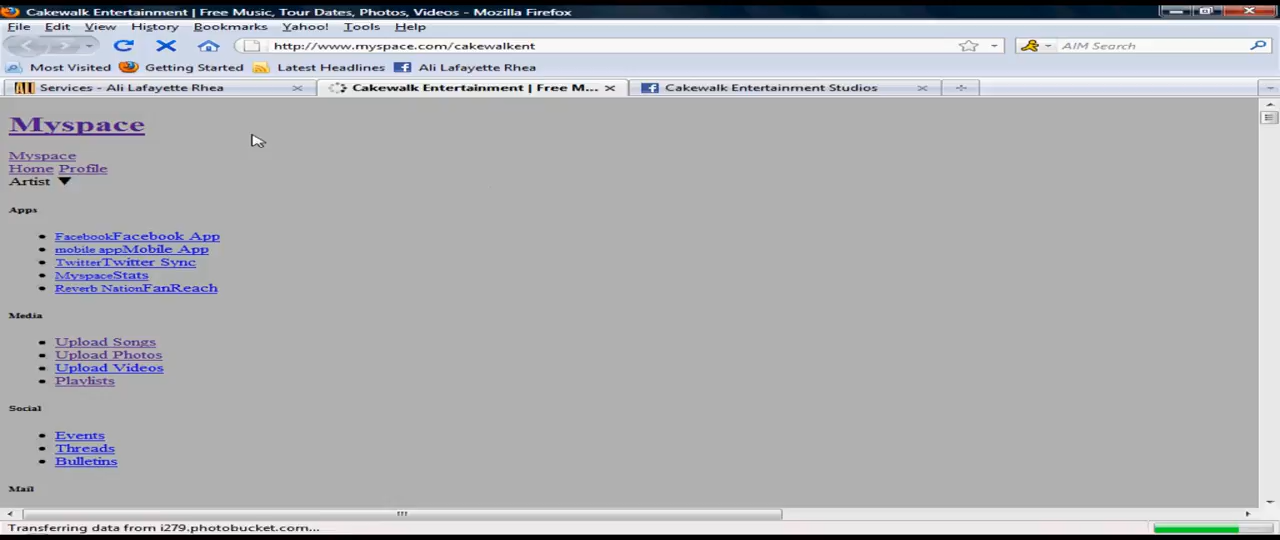 Cakewalk Entertainment | Free Music, Tour Dates, Photos, Videos - Mozilla Firefox
File Edit View History Bookmarks Yahoo! Tools Help
http://www.myspace.com/cakewalkent AIM Search
Most Visited Getting Started Latest Headlines Ali Lafayette Rhea
Services - Ali Lafayette Rhea Cakewalk Entertainment | Free M... Cakewalk Entertainment Studios
Myspace
Myspace
Home Profile
Artist ▼
Apps
• FacebookFacebook App
• mobile appMobile App
• TwitterTwitter Sync
• MyspaceStats
• Reverb NationFanReach
Media
• Upload Songs
• Upload Photos
• Upload Videos
• Playlists
Social
• Events
• Threads
• Bulletins
Mail
Transferring data from i279.photobucket.com...